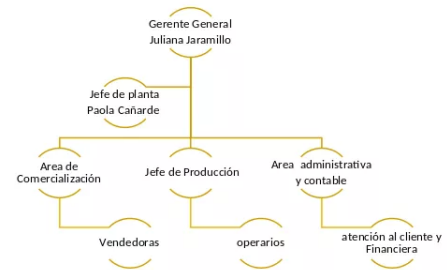 Gerente General
Juliana Jaramillo
Jefe de planta
Paola Cañarde
Area de
Comercialización
Jefe de Producción
Area administrativa
y contable
Vendedoras
operarios
atención al cliente y
Financiera